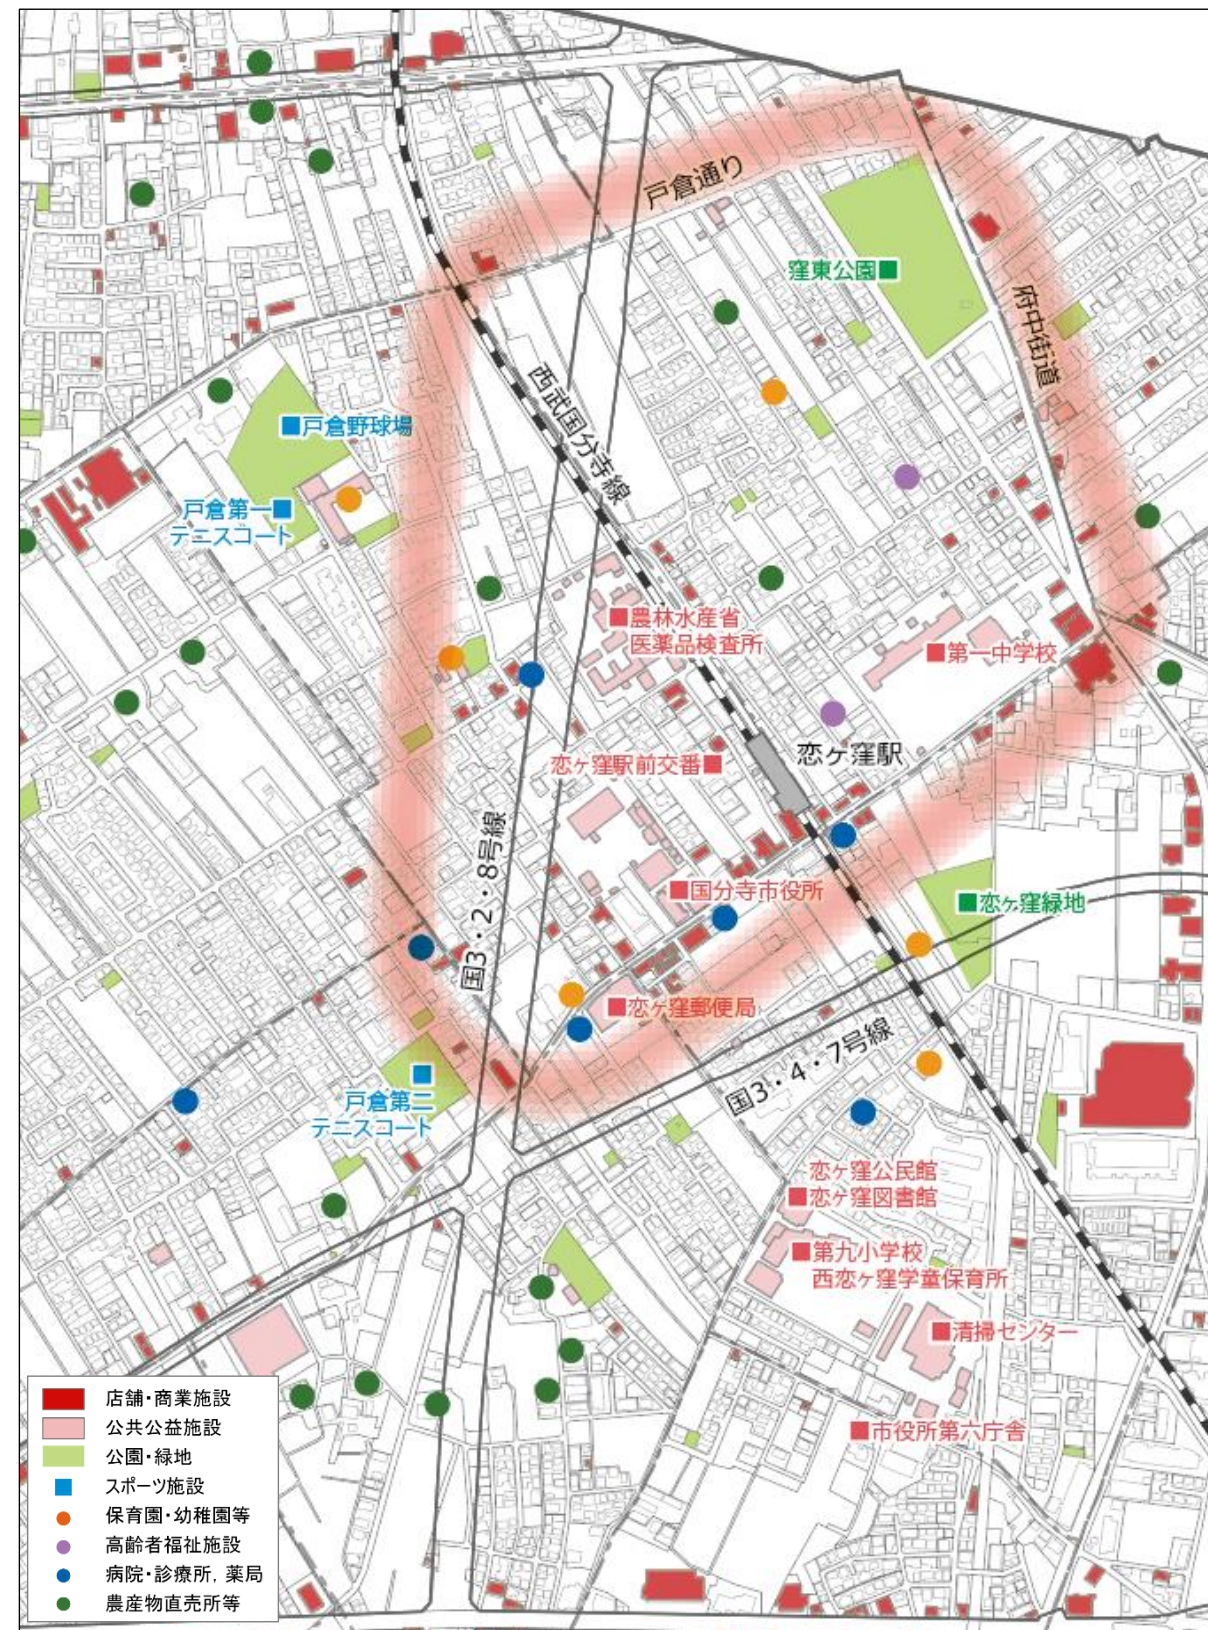 戸倉通り
窪東公園■
府中街道
西武国分寺線
■戸倉野球場
戸倉第一■
テニスコート
■農林水産省
医薬品検査所
■第一中学校
恋ヶ窪駅
恋ヶ窪駅前交番■
国3・2・8号線
■国分寺市役所
■恋ヶ窪緑地
■恋ヶ窪郵便局
国3・4・7号線
戸倉第二
テニスコート
恋ヶ窪公民館
■恋ヶ窪図書館
■第九小学校
西恋ヶ窪学童保育所
■清掃センター
■市役所第六庁舎
店舗・商業施設
公共公益施設
公園・緑地
スポーツ施設
保育園・幼稚園等
高齢者福祉施設
病院・診療所，薬局
農産物直売所等